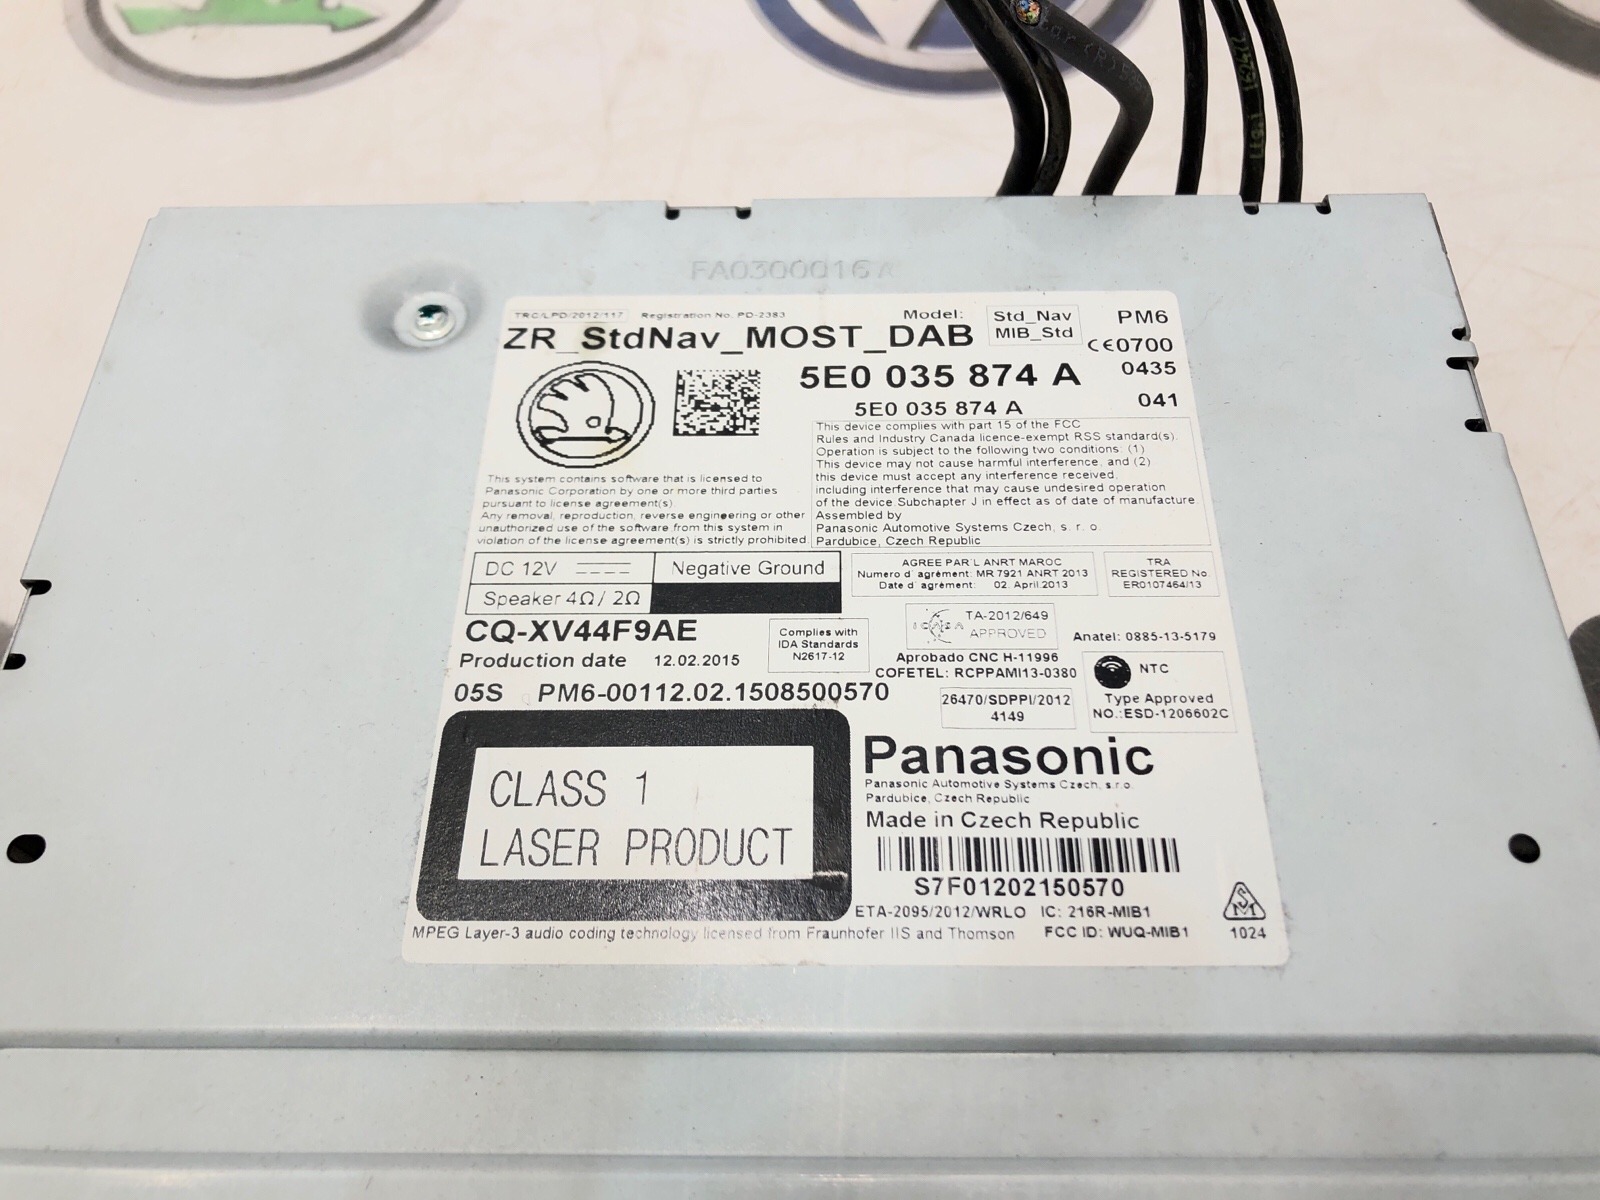 FA0300016A
TRC/LPD/2012/117 Registration No. PD-2383
ZR_StdNav_MOST_DAB
Model: Std_Nav
MIB_Std
PM6
CE0700
0435
041
5E0 035 874 A
5E0 035 874 A
This system contains software that is licensed to
Panasonic Corporation by one or more third parties
pursuant to license agreement(s).
Any removal, reproduction, reverse engineering or other
unauthorized use of the software from this system in
violation of the license agreement(s) is strictly prohibited.
This device complies with part 15 of the FCC
Rules and Industry Canada licence-exempt RSS standard(s).
Operation is subject to the following two conditions: (1)
This device may not cause harmful interference, and (2)
this device must accept any interference received,
including interference that may cause undesired operation
of the device.Subchapter J in effect as of date of manufacture.
Assembled by
Panasonic Automotive Systems Czech, s. r. o.
Pardubice, Czech Republic
DC 12V
Negative Ground
Speaker 4Ω / 2Ω
AGREE PAR'L ANRT MAROC
Numero d' agrément: MR 7921 ANRT 2013
Date d' agrément: 02. April.2013
TRA
REGISTERED No.
ER0107464/13
CQ-XV44F9AE
Production date 12.02.2015
Complies with
IDA Standards
N2617-12
ICASA
TA-2012/649
APPROVED
Anatel: 0885-13-5179
Aprobado CNC H-11996
COFETEL: RCPPAMI13-0380
05S PM6-00112.02.1508500570
26470/SDPPI/2012
4149
NTC
Type Approved
NO.:ESD-1206602C
CLASS 1
LASER PRODUCT
Panasonic
Panasonic Automotive Systems Czech, s.r.o.
Pardubice, Czech Republic
Made in Czech Republic
S7F01202150570
ETA-2095/2012/WRLO IC: 216R-MIB1
MPEG Layer-3 audio coding technology licensed from Fraunhofer IIS and Thomson FCC ID: WUQ-MIB1
1024